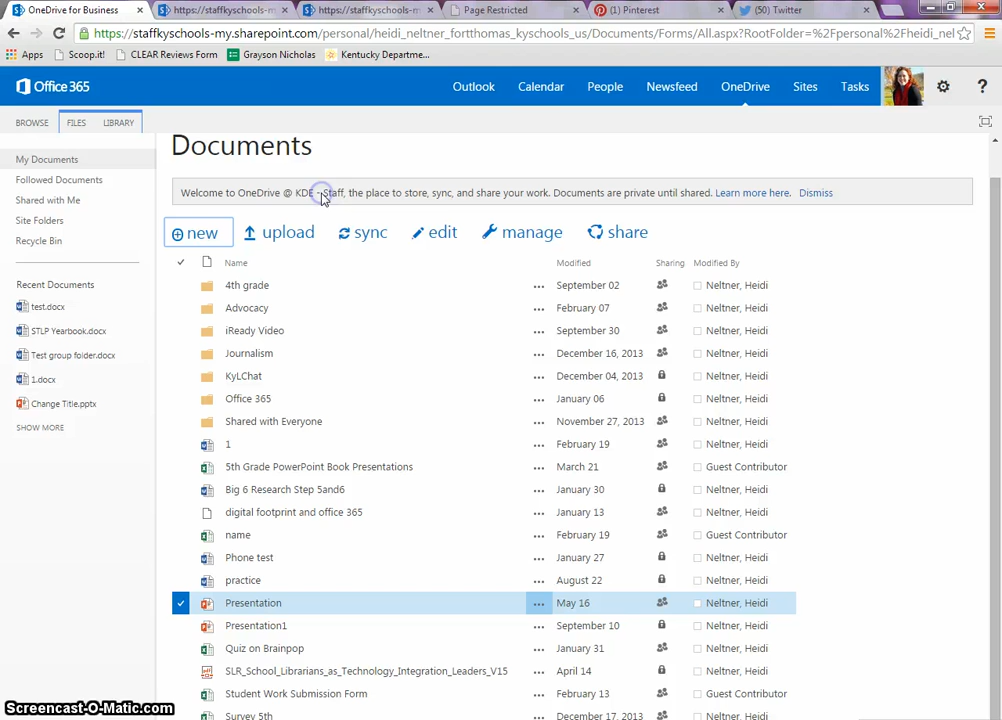 OneDrive for Business
https://staffkyschools-my
https://staffkyschools-my
Page Restricted
(1) Pinterest
(50) Twitter
https://staffkyschools-my.sharepoint.com/personal/heidi_neltner_fortthomas_kyschools_us/Documents/Forms/All.aspx?RootFolder=%2Fpersonal%2Fheidi_nel
Apps Scoop.it! CLEAR Reviews Form Grayson Nicholas Kentucky Departme...
Office 365 Outlook Calendar People Newsfeed OneDrive Sites Tasks ?
BROWSE FILES LIBRARY
Documents
My Documents
Followed Documents
Shared with Me
Site Folders
Recycle Bin
Recent Documents
test.docx
STLP Yearbook.docx
Test group folder.docx
1.docx
Change Title.pptx
SHOW MORE
Welcome to OneDrive @ KDE - Staff, the place to store, sync, and share your work. Documents are private until shared. Learn more here. Dismiss
new upload sync edit manage share
Name Modified Sharing Modified By
4th grade ... September 02 Neltner, Heidi
Advocacy ... February 07 Neltner, Heidi
iReady Video ... September 30 Neltner, Heidi
Journalism ... December 16, 2013 Neltner, Heidi
KyLChat ... December 04, 2013 Neltner, Heidi
Office 365 ... January 06 Neltner, Heidi
Shared with Everyone ... November 27, 2013 Neltner, Heidi
1 ... February 19 Neltner, Heidi
5th Grade PowerPoint Book Presentations ... March 21 Guest Contributor
Big 6 Research Step 5and6 ... January 30 Neltner, Heidi
digital footprint and office 365 ... January 13 Neltner, Heidi
name ... February 19 Guest Contributor
Phone test ... January 27 Neltner, Heidi
practice ... August 22 Neltner, Heidi
Presentation ... May 16 Neltner, Heidi
Presentation1 ... September 10 Neltner, Heidi
Quiz on Brainpop ... January 31 Neltner, Heidi
SLR_School_Librarians_as_Technology_Integration_Leaders_V15 ... April 14 Neltner, Heidi
Student Work Submission Form ... February 13 Guest Contributor
Survey 5th ... December 17, 2013 Neltner, Heidi
Screencast-O-Matic.com